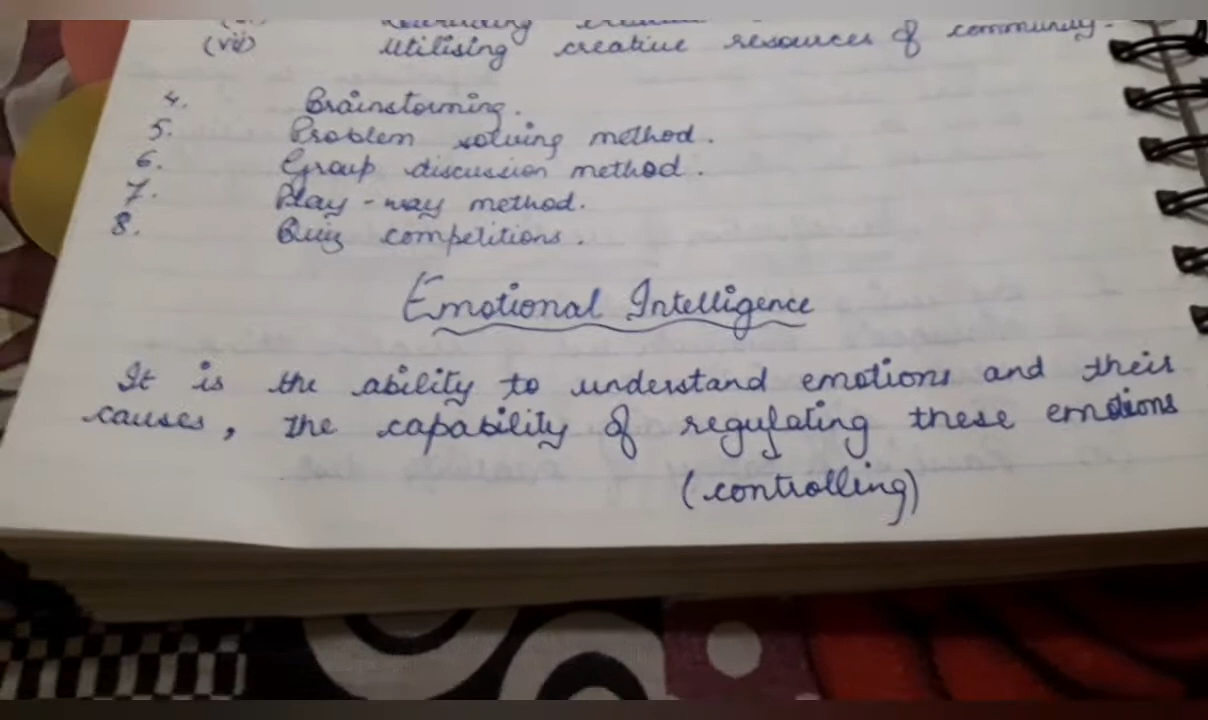 (vii) utilising creative resources of community.
4. Brainstorming.
5. Problem solving method.
6. Group discussion method.
7. Play-way method.
8. Quiz competitions.
Emotional Intelligence
It is the ability to understand emotions and their
causes, the capability of regulating these emotions
(controlling)